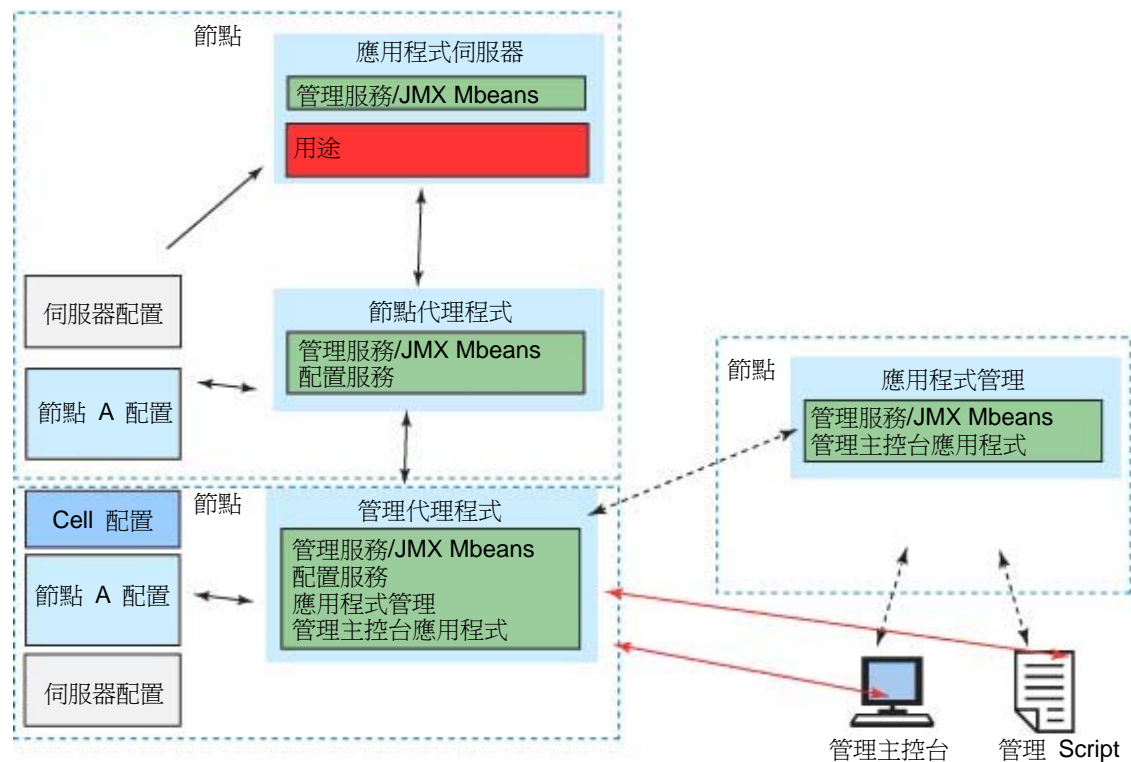 節點
應用程式伺服器
管理服務/JMX Mbeans
用途
伺服器配置
節點代理程式
管理服務/JMX Mbeans
配置服務
節點 A 配置
節點
應用程式管理
管理服務/JMX Mbeans
管理主控台應用程式
Cell 配置
節點
管理代理程式
管理服務/JMX Mbeans
配置服務
應用程式管理
管理主控台應用程式
節點 A 配置
伺服器配置
管理主控台
管理 Script